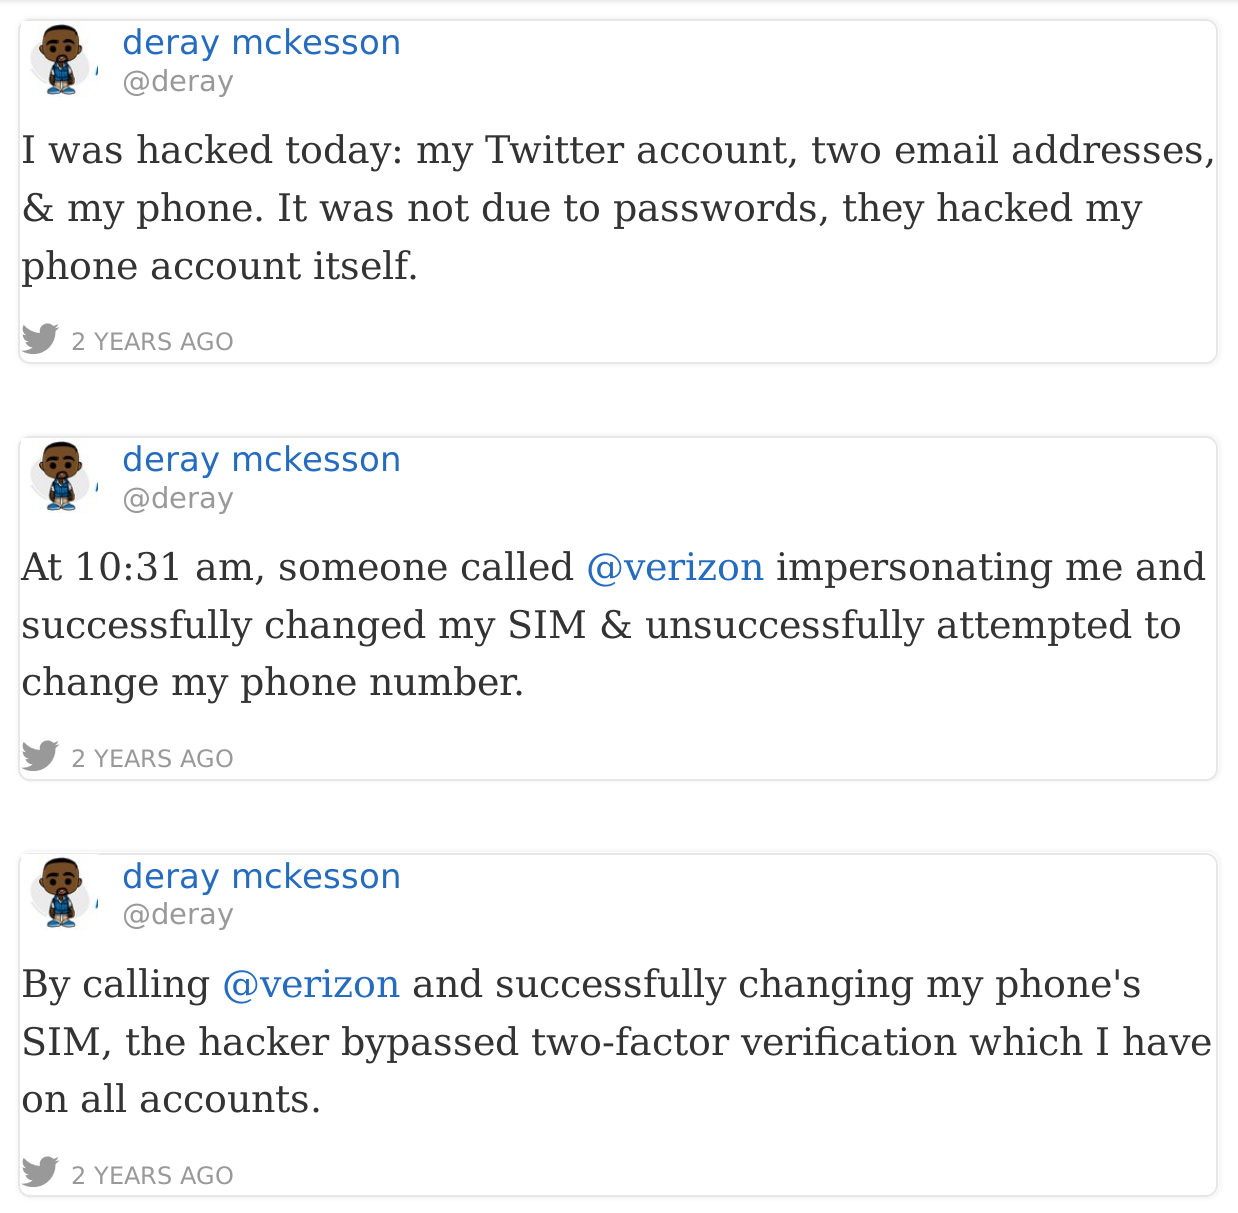 deray mckesson
@deray
I was hacked today: my Twitter account, two email addresses,
& my phone. It was not due to passwords, they hacked my
phone account itself.
2 YEARS AGO
deray mckesson
@deray
At 10:31 am, someone called @verizon impersonating me and
successfully changed my SIM & unsuccessfully attempted to
change my phone number.
2 YEARS AGO
deray mckesson
@deray
By calling @verizon and successfully changing my phone's
SIM, the hacker bypassed two-factor verification which I have
on all accounts.
2 YEARS AGO